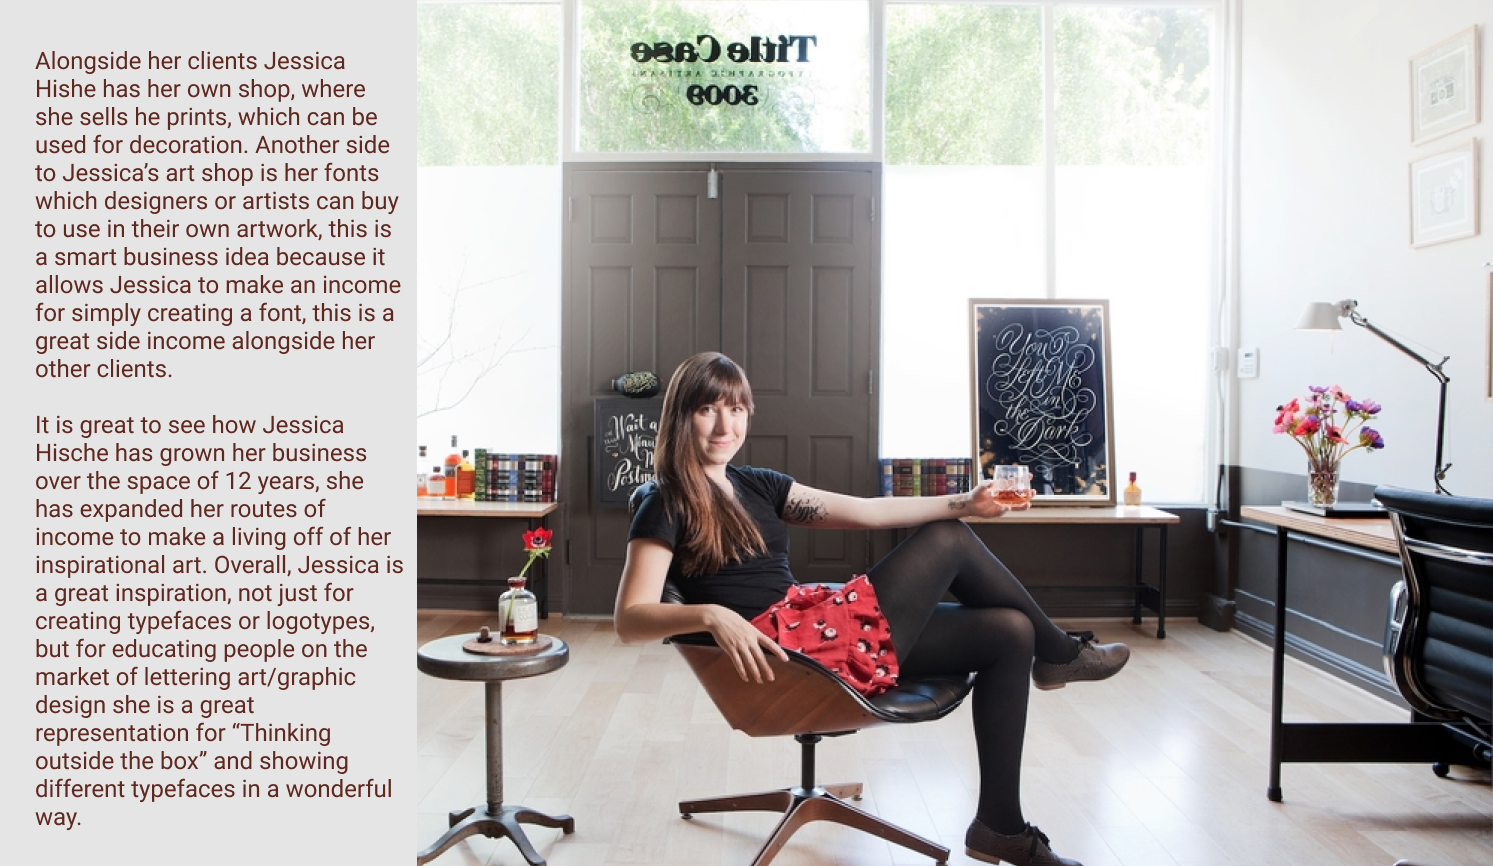 Alongside her clients Jessica
Hishe has her own shop, where
she sells he prints, which can be
used for decoration. Another side
to Jessica’s art shop is her fonts
which designers or artists can buy
to use in their own artwork, this is
a smart business idea because it
allows Jessica to make an income
for simply creating a font, this is a
great side income alongside her
other clients.
It is great to see how Jessica
Hische has grown her business
over the space of 12 years, she
has expanded her routes of
income to make a living off of her
inspirational art. Overall, Jessica is
a great inspiration, not just for
creating typefaces or logotypes,
but for educating people on the
market of lettering art/graphic
design she is a great
representation for “Thinking
outside the box” and showing
different typefaces in a wonderful
way.
Title Case
TYPOGRAPHIC ARTISANS
3009
You
Left Me
in
the
Dark
Wait a
Type